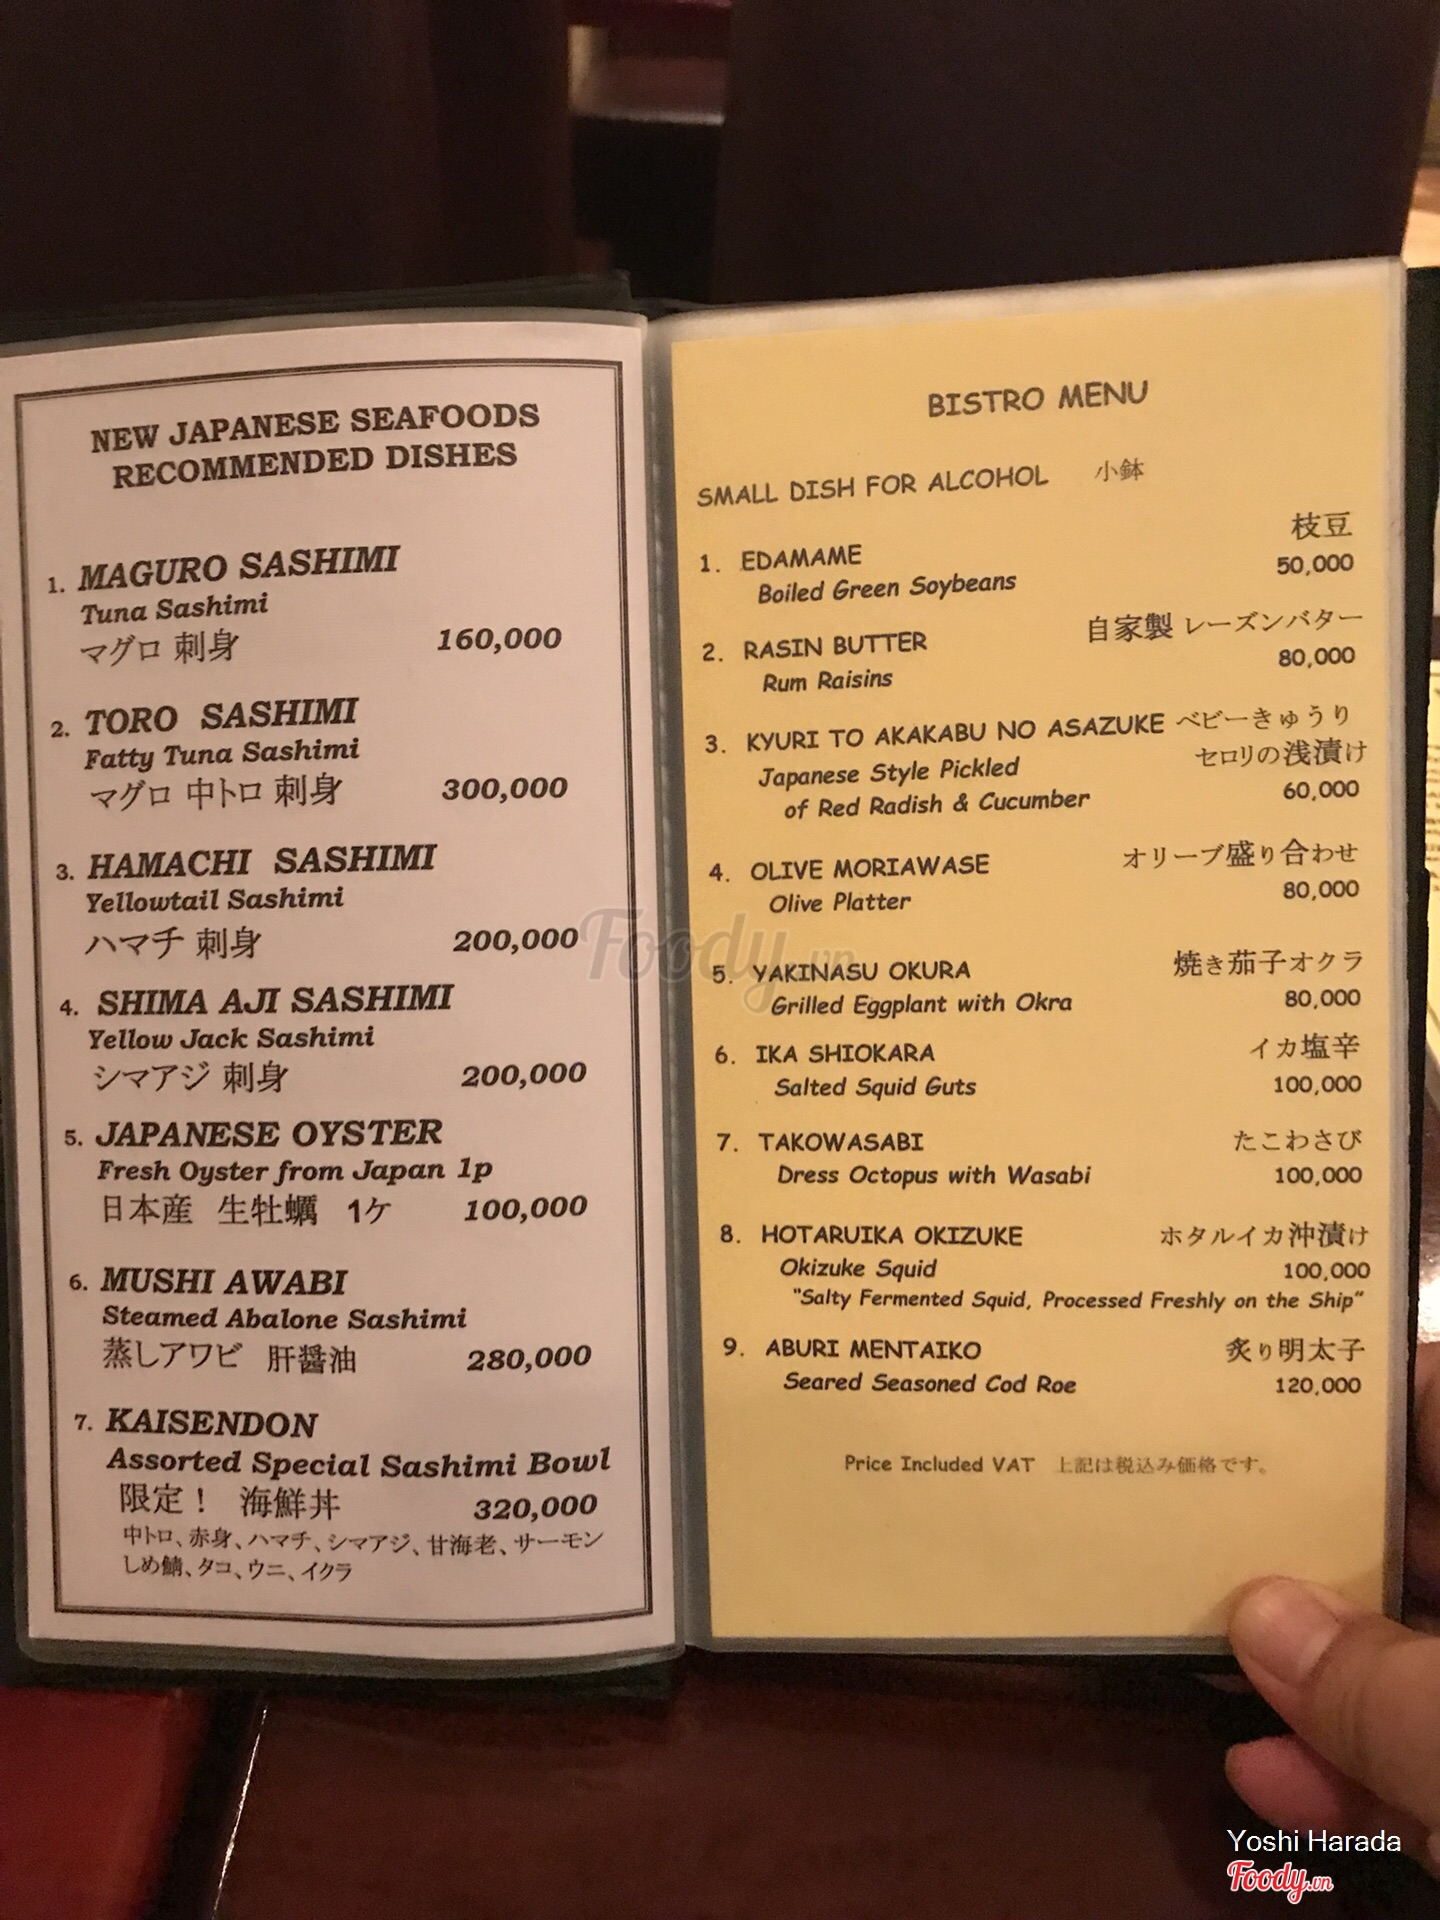 NEW JAPANESE SEAFOODS
RECOMMENDED DISHES
1. MAGURO SASHIMI
Tuna Sashimi
マグロ 刺身 160,000
2. TORO SASHIMI
Fatty Tuna Sashimi
マグロ 中トロ 刺身 300,000
3. HAMACHI SASHIMI
Yellowtail Sashimi
ハマチ 刺身 200,000
4. SHIMA AJI SASHIMI
Yellow Jack Sashimi
シマアジ 刺身 200,000
5. JAPANESE OYSTER
Fresh Oyster from Japan 1p
日本産 生牡蠣 1ケ 100,000
6. MUSHI AWABI
Steamed Abalone Sashimi
蒸しアワビ 肝醤油 280,000
7. KAISENDON
Assorted Special Sashimi Bowl
限定！ 海鮮丼 320,000
中トロ、赤身、ハマチ、シマアジ、甘海老、サーモン
しめ鯖、タコ、ウニ、イクラ
BISTRO MENU
SMALL DISH FOR ALCOHOL 小鉢
1. EDAMAME 枝豆
Boiled Green Soybeans 50,000
2. RASIN BUTTER 自家製 レーズンバター
Rum Raisins 80,000
3. KYURI TO AKAKABU NO ASAZUKE ベビーきゅうり
Japanese Style Pickled セロリの浅漬け
of Red Radish & Cucumber 60,000
4. OLIVE MORIAWASE オリーブ盛り合わせ
Olive Platter 80,000
5. YAKINASU OKURA 焼き茄子オクラ
Grilled Eggplant with Okra 80,000
6. IKA SHIOKARA イカ塩辛
Salted Squid Guts 100,000
7. TAKOWASABI たこわさび
Dress Octopus with Wasabi 100,000
8. HOTARUIKA OKIZUKE ホタルイカ沖漬け
Okizuke Squid 100,000
"Salty Fermented Squid, Processed Freshly on the Ship"
9. ABURI MENTAIKO 炙り明太子
Seared Seasoned Cod Roe 120,000
Price Included VAT 上記は税込み価格です。
Foody.vn
Yoshi Harada
Foody.vn